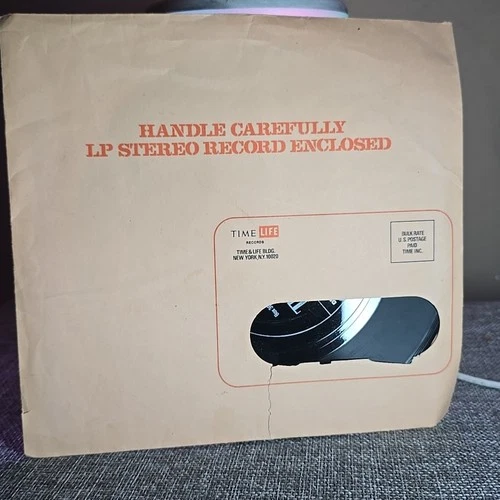 HANDLE CAREFULLY
LP STEREO RECORD ENCLOSED
TIME LIFE
RECORDS
TIME & LIFE BLDG.
NEW YORK, N.Y. 10020
BULK RATE
U.S. POSTAGE
PAID
TIME INC.